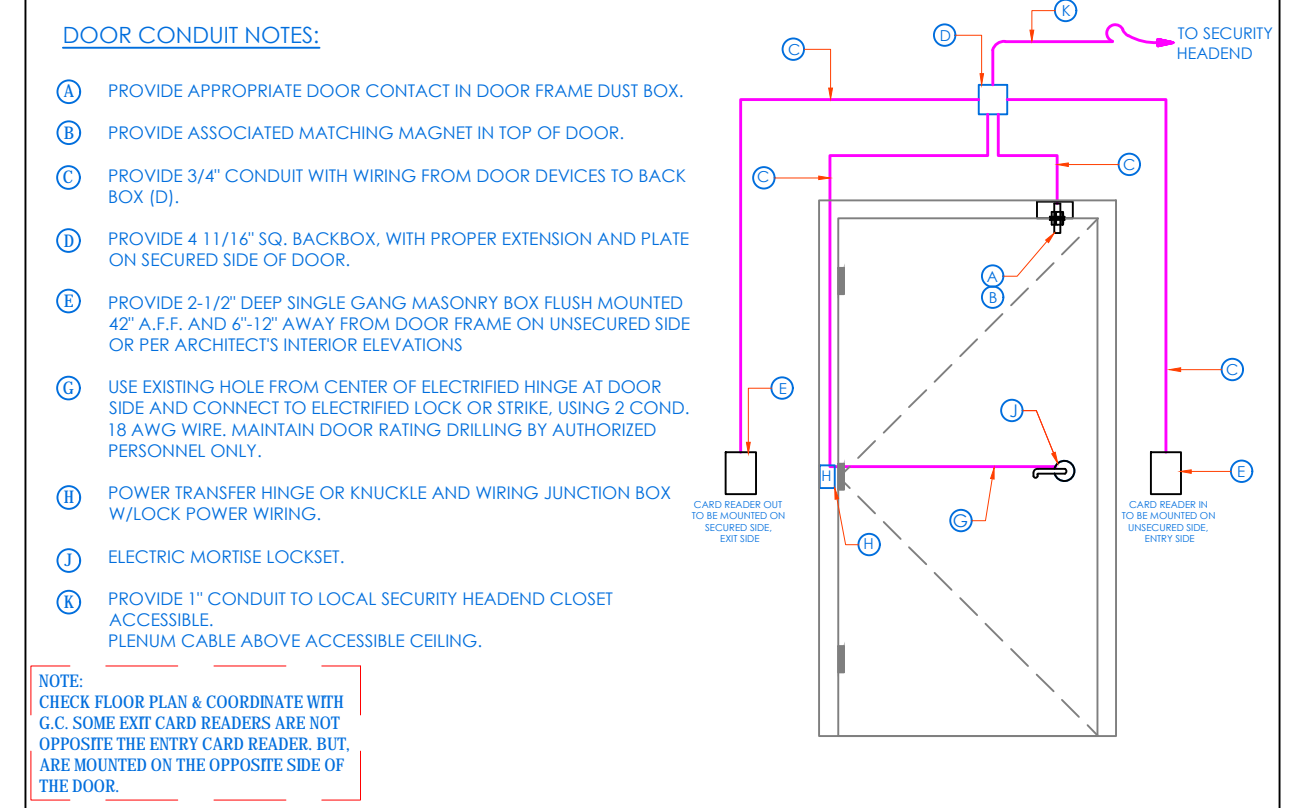 DOOR CONDUIT NOTES:
A PROVIDE APPROPRIATE DOOR CONTACT IN DOOR FRAME DUST BOX.
B PROVIDE ASSOCIATED MATCHING MAGNET IN TOP OF DOOR.
C PROVIDE 3/4" CONDUIT WITH WIRING FROM DOOR DEVICES TO BACK
BOX (D).
D PROVIDE 4 11/16" SQ. BACKBOX, WITH PROPER EXTENSION AND PLATE
ON SECURED SIDE OF DOOR.
E PROVIDE 2-1/2" DEEP SINGLE GANG MASONRY BOX FLUSH MOUNTED
42" A.F.F. AND 6"-12" AWAY FROM DOOR FRAME ON UNSECURED SIDE
OR PER ARCHITECT'S INTERIOR ELEVATIONS
G USE EXISTING HOLE FROM CENTER OF ELECTRIFIED HINGE AT DOOR
SIDE AND CONNECT TO ELECTRIFIED LOCK OR STRIKE, USING 2 COND.
18 AWG WIRE. MAINTAIN DOOR RATING DRILLING BY AUTHORIZED
PERSONNEL ONLY.
H POWER TRANSFER HINGE OR KNUCKLE AND WIRING JUNCTION BOX
W/LOCK POWER WIRING.
J ELECTRIC MORTISE LOCKSET.
K PROVIDE 1" CONDUIT TO LOCAL SECURITY HEADEND CLOSET
ACCESSIBLE.
PLENUM CABLE ABOVE ACCESSIBLE CEILING.
NOTE:
CHECK FLOOR PLAN & COORDINATE WITH
G.C. SOME EXIT CARD READERS ARE NOT
OPPOSITE THE ENTRY CARD READER. BUT,
ARE MOUNTED ON THE OPPOSITE SIDE OF
THE DOOR.
K
D
C
TO SECURITY
HEADEND
C
C
A
B
C
E
J
H
E
G
H
CARD READER OUT
TO BE MOUNTED ON
SECURED SIDE,
EXIT SIDE
CARD READER IN
TO BE MOUNTED ON
UNSECURED SIDE,
ENTRY SIDE